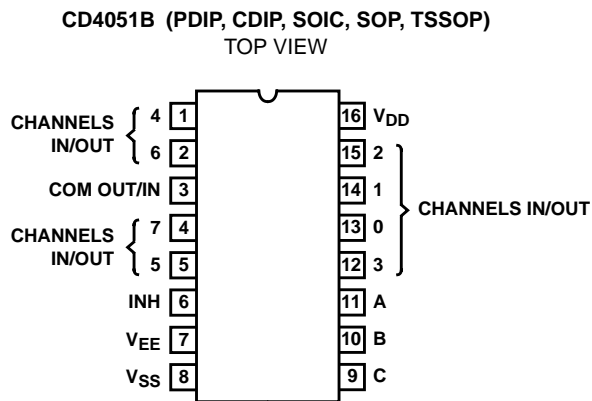 CD4051B (PDIP, CDIP, SOIC, SOP, TSSOP)
TOP VIEW
CHANNELS IN/OUT
4 1
6 2
COM OUT/IN 3
CHANNELS IN/OUT
7 4
5 5
INH 6
VEE 7
VSS 8
16 VDD
15 2
14 1
13 0
12 3
CHANNELS IN/OUT
11 A
10 B
9 C